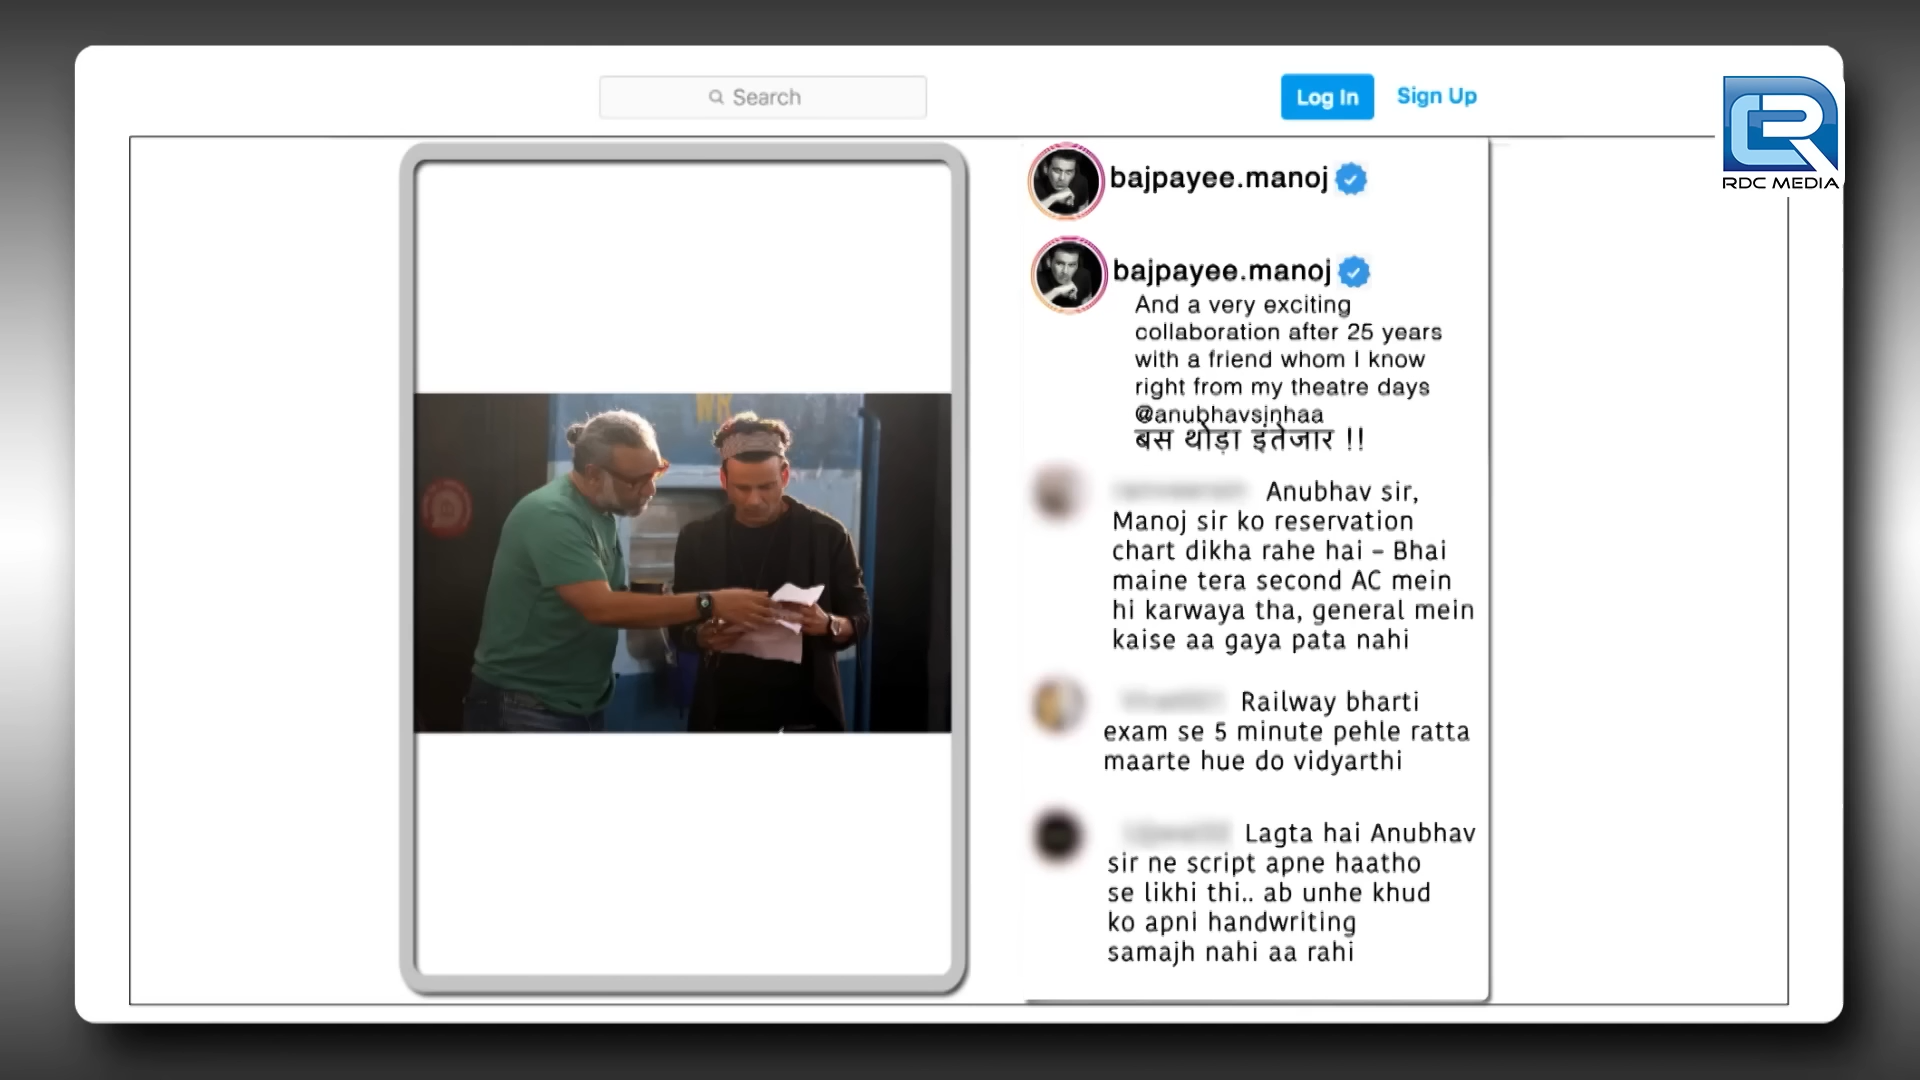 Search
Log In
Sign Up
RDC MEDIA
bajpayee.manoj
bajpayee.manoj
And a very exciting
collaboration after 25 years
with a friend whom I know
right from my theatre days
@anubhavsinhaa
बस थोड़ा इंतेजार !!
Anubhav sir,
Manoj sir ko reservation
chart dikha rahe hai – Bhai
maine tera second AC mein
hi karwaya tha, general mein
kaise aa gaya pata nahi
Railway bharti
exam se 5 minute pehle ratta
maarte hue do vidyarthi
Lagta hai Anubhav
sir ne script apne haatho
se likhi thi.. ab unhe khud
ko apni handwriting
samajh nahi aa rahi